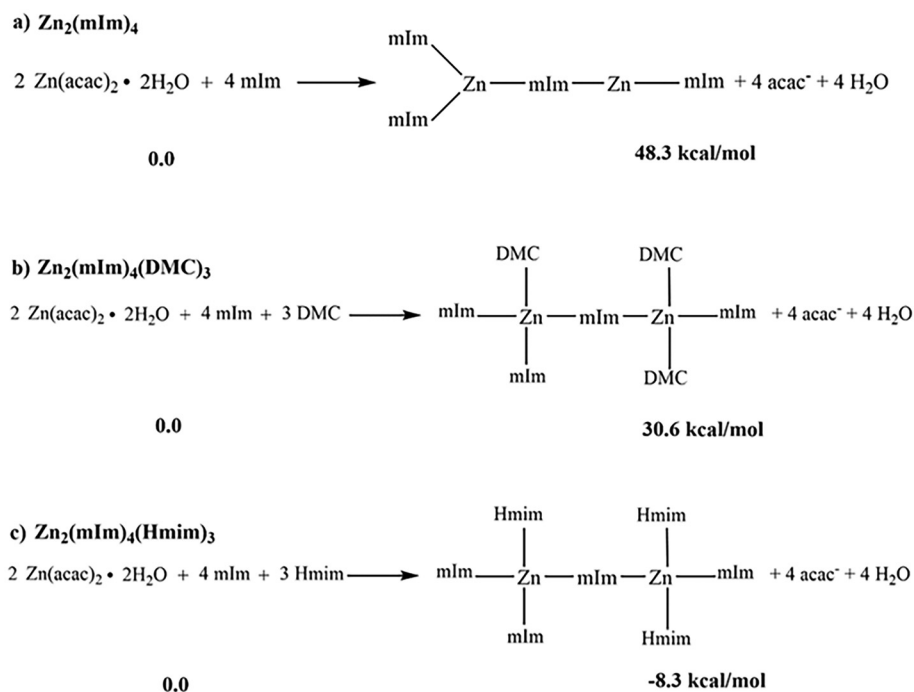 a) Zn₂(mIm)₄
mIm
2 Zn(acac)₂ • 2H₂O + 4 mIm Zn mIm Zn mIm + 4 acac⁻ + 4 H₂O
mIm
0.0 48.3 kcal/mol
b) Zn₂(mIm)₄(DMC)₃
DMC DMC
2 Zn(acac)₂ • 2H₂O + 4 mIm + 3 DMC mIm Zn mIm Zn mIm + 4 acac⁻ + 4 H₂O
mIm DMC
0.0 30.6 kcal/mol
c) Zn₂(mIm)₄(Hmim)₃
Hmim Hmim
2 Zn(acac)₂ • 2H₂O + 4 mIm + 3 Hmim mIm Zn mIm Zn mIm + 4 acac⁻ + 4 H₂O
mIm Hmim
0.0 -8.3 kcal/mol